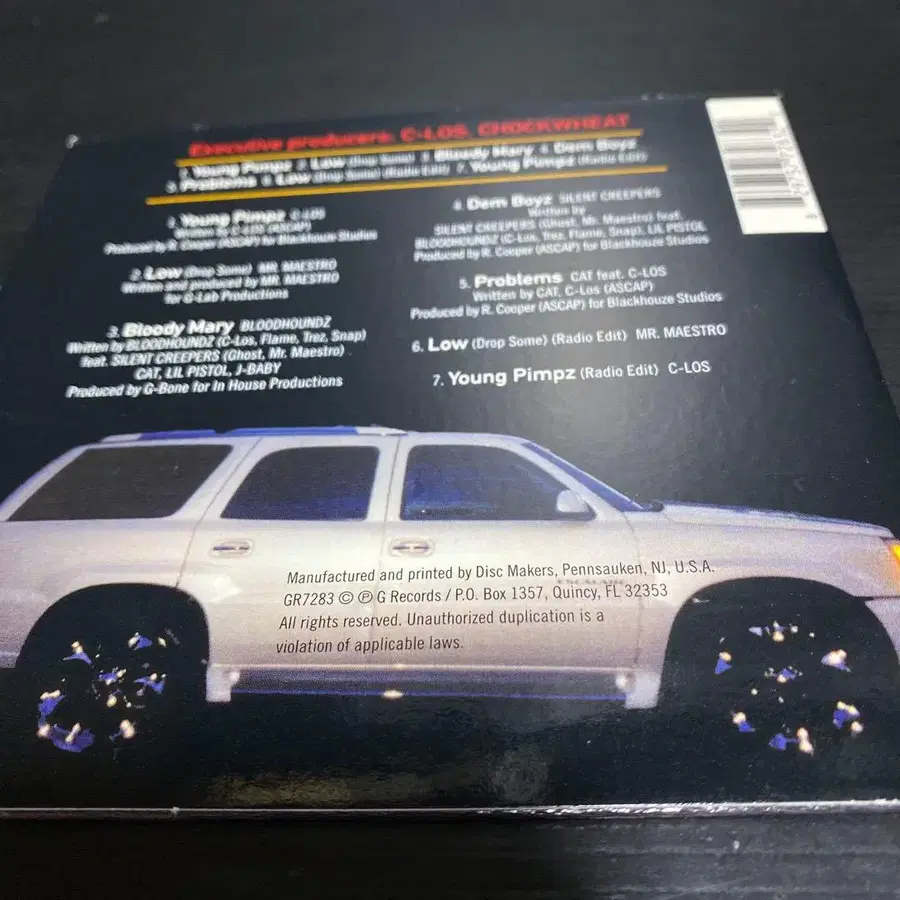 Executive producers: C-LOS, CHOCKWHEAT
1. Young Pimpz 2. Low (Drop Some) 3. Bloody Mary 4. Dem Boyz
5. Problems 6. Low (Drop Some) (Radio Edit) 7. Young Pimpz (Radio Edit)
1. Young Pimpz C-LOS
Written by C-LOS (ASCAP)
Produced by R. Cooper (ASCAP) for Blackhouze Studios
2. Low (Drop Some) MR. MAESTRO
Written and produced by MR. MAESTRO
for G-Lab Productions
3. Bloody Mary BLOODHOUNDZ
Written by BLOODHOUNDZ (C-Los, Flame, Trez, Snap)
feat. SILENT CREEPERS (Ghost, Mr. Maestro)
CAT, LIL PISTOL, J-BABY
Produced by G-Bone for In House Productions
4. Dem Boyz SILENT CREEPERS
Written by
SILENT CREEPERS (Ghost, Mr. Maestro) feat.
BLOODHOUNDZ (C-Los, Trez, Flame, Snap), LIL PISTOL
Produced by R. Cooper (ASCAP) for Blackhouze Studios
5. Problems CAT feat. C-LOS
Written by CAT, C-Los (ASCAP)
Produced by R. Cooper (ASCAP) for Blackhouze Studios
6. Low (Drop Some) (Radio Edit) MR. MAESTRO
7. Young Pimpz (Radio Edit) C-LOS
Manufactured and printed by Disc Makers, Pennsauken, NJ, U.S.A.
GR7283 © ℗ G Records / P.O. Box 1357, Quincy, FL 32353
All rights reserved. Unauthorized duplication is a
violation of applicable laws.